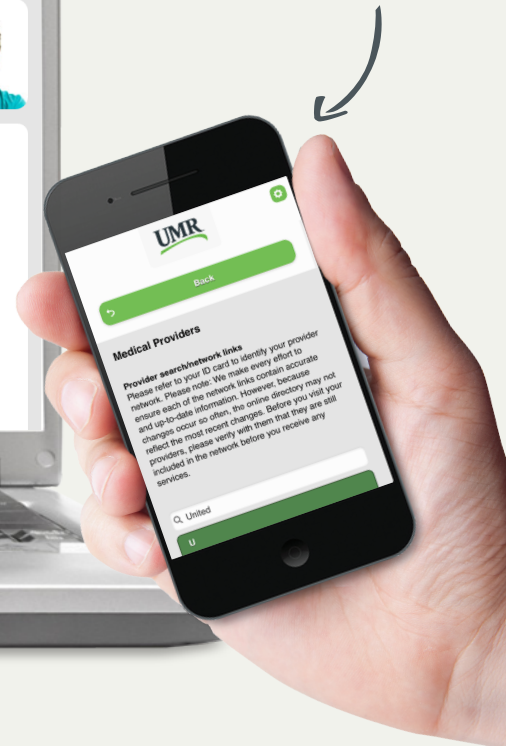 UMR
Back
Medical Providers
Provider search/network links
Please refer to your ID card to identify your provider
network. Please note: We make every effort to
ensure each of the network links contain accurate
and up-to-date information. However, because
changes occur so often, the online directory may not
reflect the most recent changes. Before you visit your
providers, please verify with them that they are still
included in the network before you receive any
services.
United
U